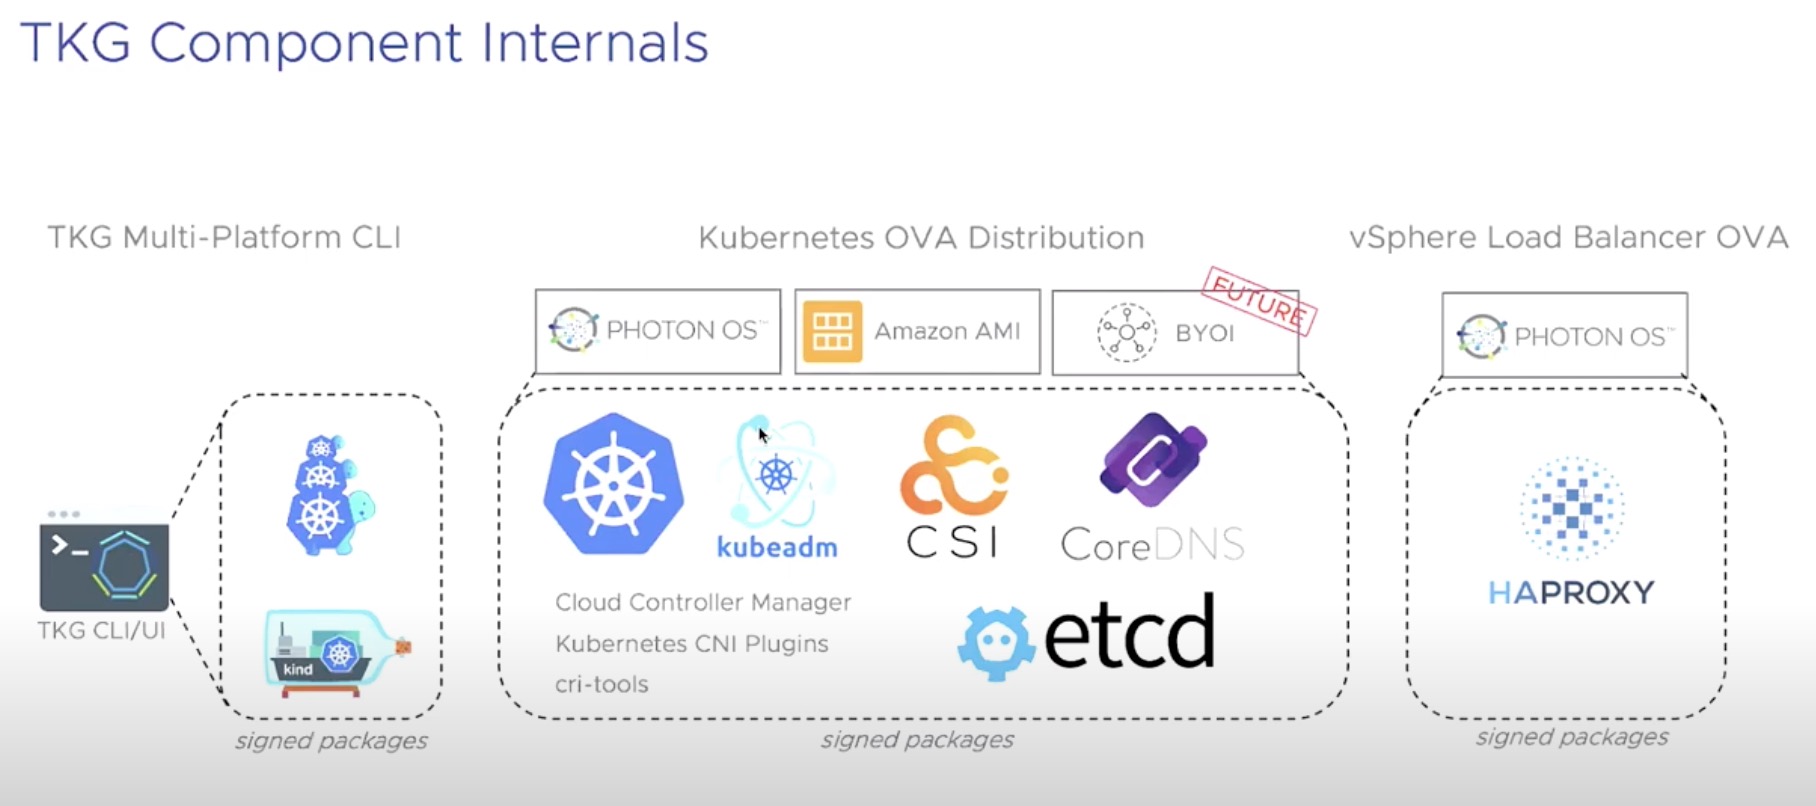 TKG Component Internals
TKG Multi-Platform CLI
Kubernetes OVA Distribution
vSphere Load Balancer OVA
FUTURE
PHOTON OS™
Amazon AMI
BYOI
PHOTON OS™
kubeadm
CSI
CoreDNS
>_
TKG CLI/UI
kind
Cloud Controller Manager
Kubernetes CNI Plugins
cri-tools
etcd
HAPROXY
signed packages
signed packages
signed packages